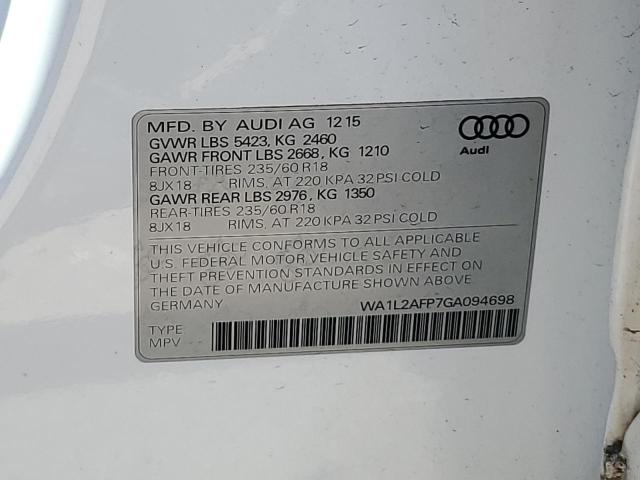 MFD. BY AUDI AG 1215
GVWR LBS 5423, KG 2460
GAWR FRONT LBS 2668, KG 1210
FRONT-TIRES 235/60 R18
8JX18 RIMS, AT 220 KPA 32 PSI COLD
GAWR REAR LBS 2976, KG 1350
REAR-TIRES 235/60 R18
8JX18 RIMS, AT 220 KPA 32 PSI COLD
Audi
THIS VEHICLE CONFORMS TO ALL APPLICABLE
U.S. FEDERAL MOTOR VEHICLE SAFETY AND
THEFT PREVENTION STANDARDS IN EFFECT ON
THE DATE OF MANUFACTURE SHOWN ABOVE
GERMANY WA1L2AFP7GA094698
TYPE
MPV